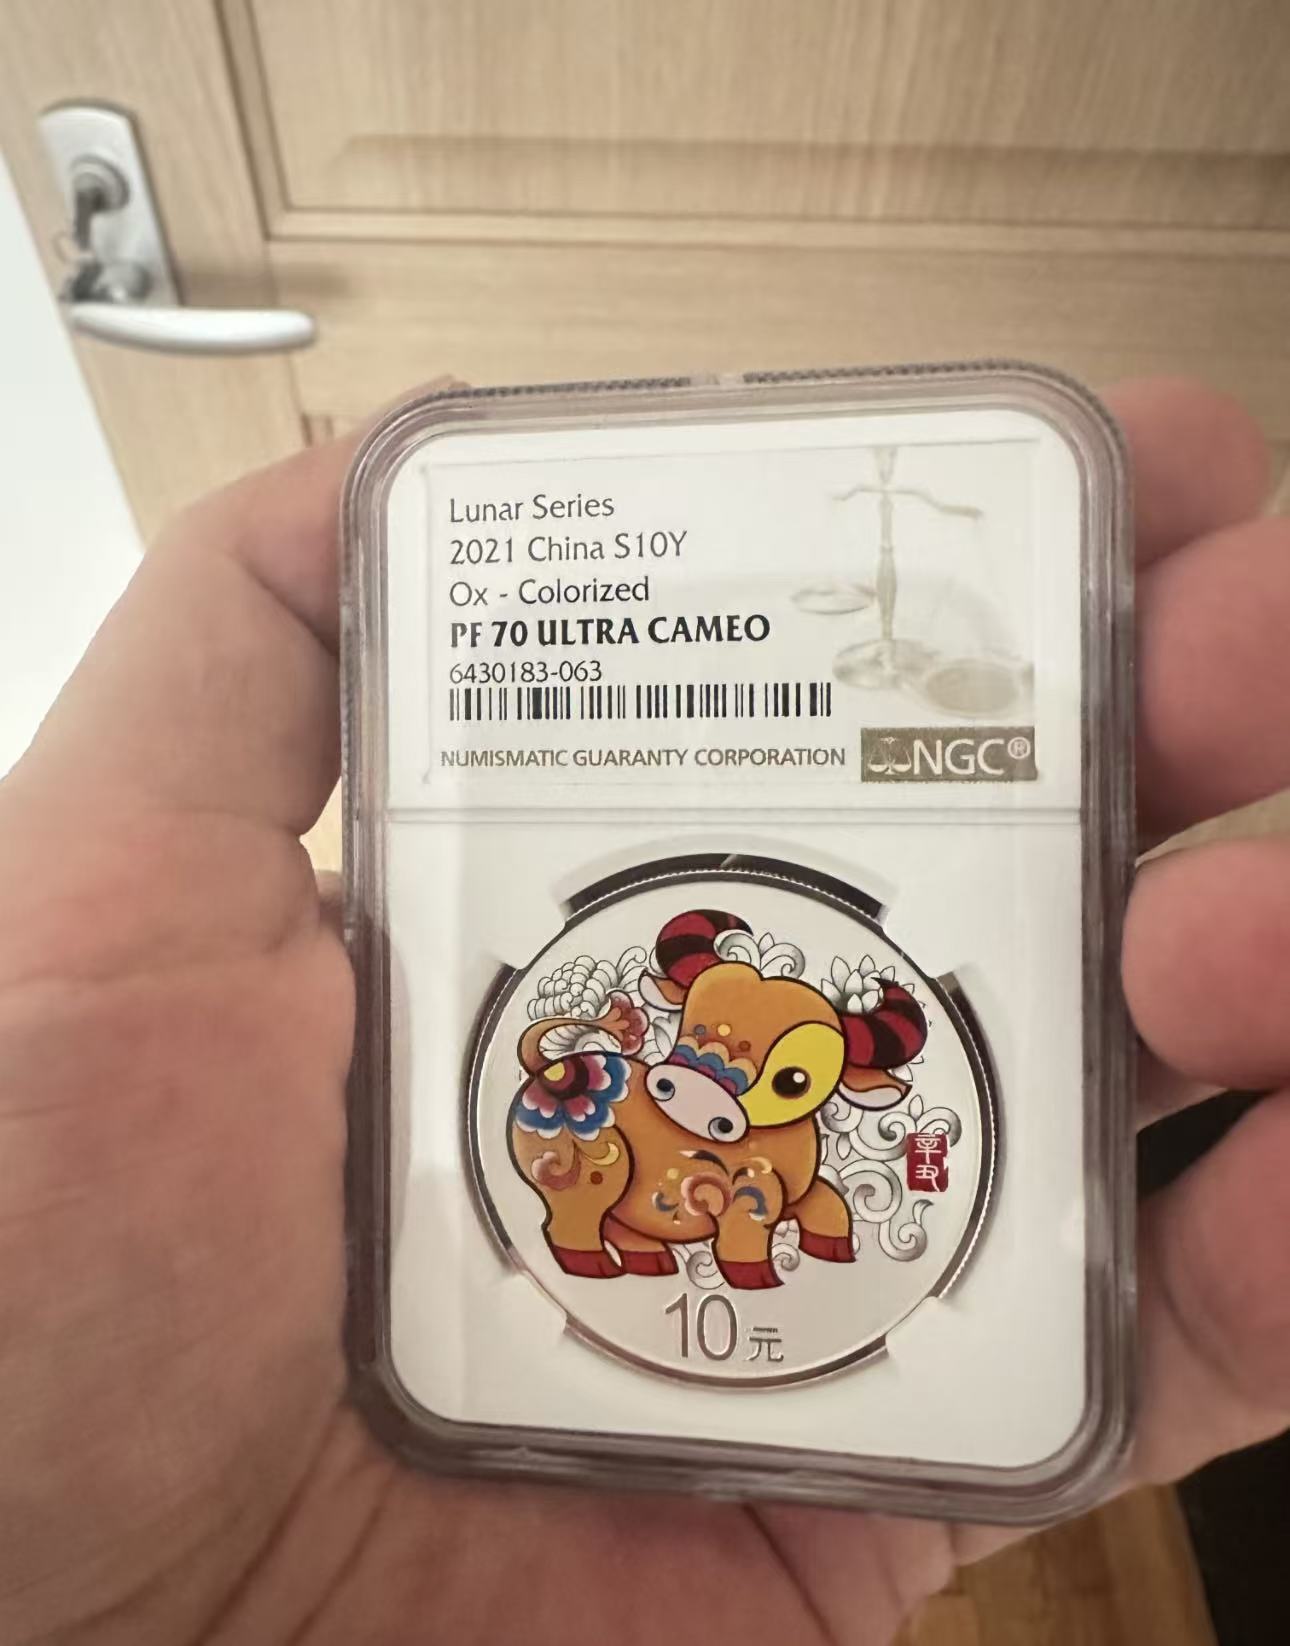 Lunar Series
2021 China S10Y
Ox - Colorized
PF 70 ULTRA CAMEO
6430183-063
NUMISMATIC GUARANTY CORPORATION NGC®
辛丑
10元